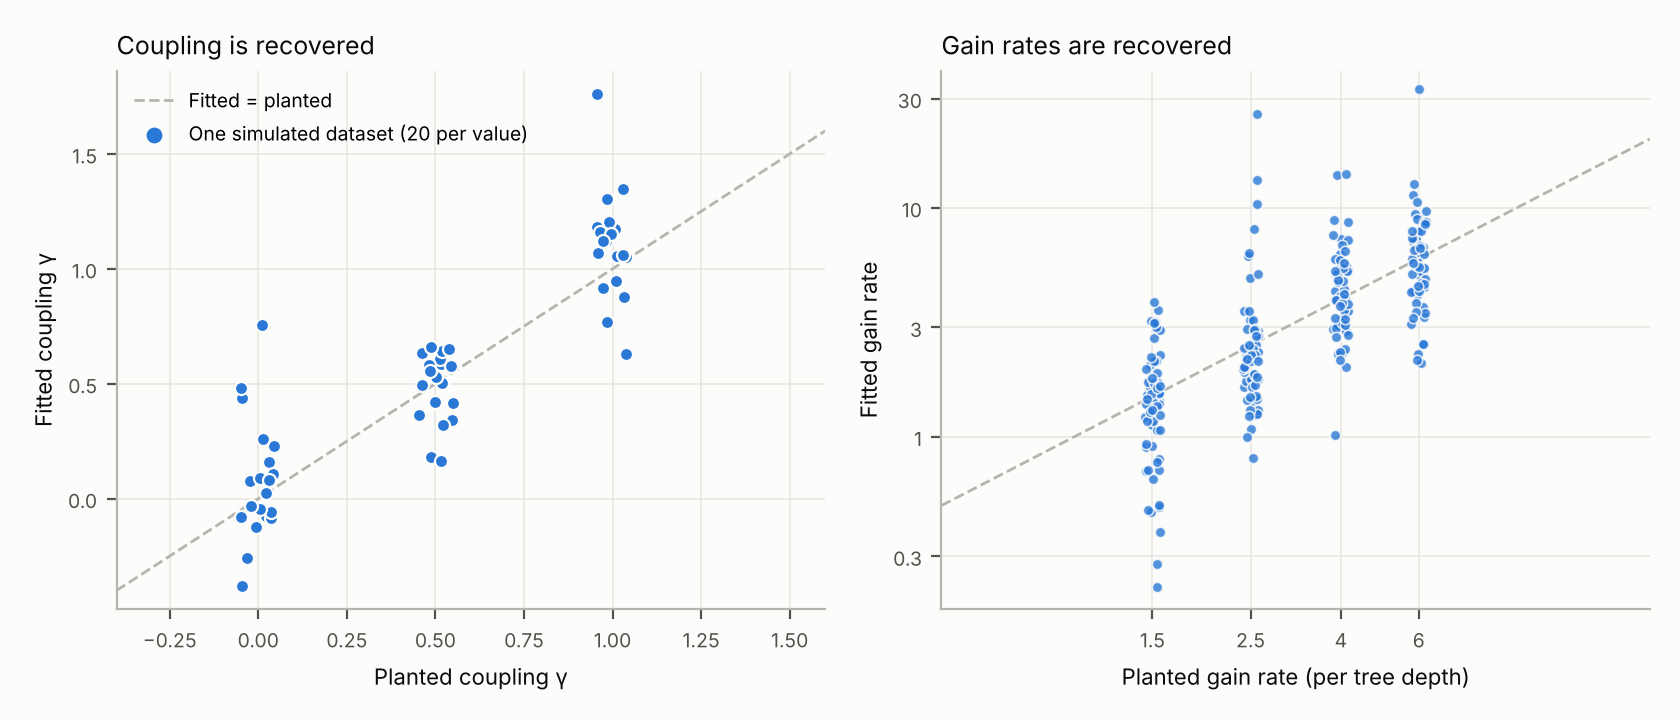 Coupling is recovered
Fitted = planted
One simulated dataset (20 per value)
1.5
1.0
0.5
0.0
Fitted coupling γ
−0.25
0.00
0.25
0.50
0.75
1.00
1.25
1.50
Planted coupling γ
Gain rates are recovered
30
10
3
1
0.3
Fitted gain rate
1.5
2.5
4
6
Planted gain rate (per tree depth)